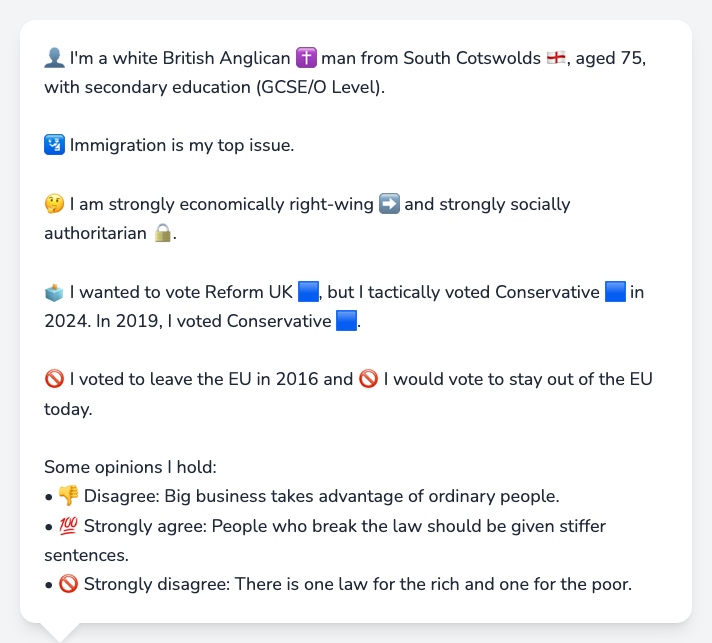 👤 I'm a white British Anglican ✝️ man from South Cotswolds 🏴󠁧󠁢󠁥󠁮󠁧󠁿, aged 75,
with secondary education (GCSE/O Level).
🛂 Immigration is my top issue.
🤔 I am strongly economically right-wing ➡️ and strongly socially
authoritarian 🔒.
🗳️ I wanted to vote Reform UK 🟦, but I tactically voted Conservative 🟦 in
2024. In 2019, I voted Conservative 🟦.
🚫 I voted to leave the EU in 2016 and 🚫 I would vote to stay out of the EU
today.
Some opinions I hold:
• 👎 Disagree: Big business takes advantage of ordinary people.
• 💯 Strongly agree: People who break the law should be given stiffer
sentences.
• 🚫 Strongly disagree: There is one law for the rich and one for the poor.